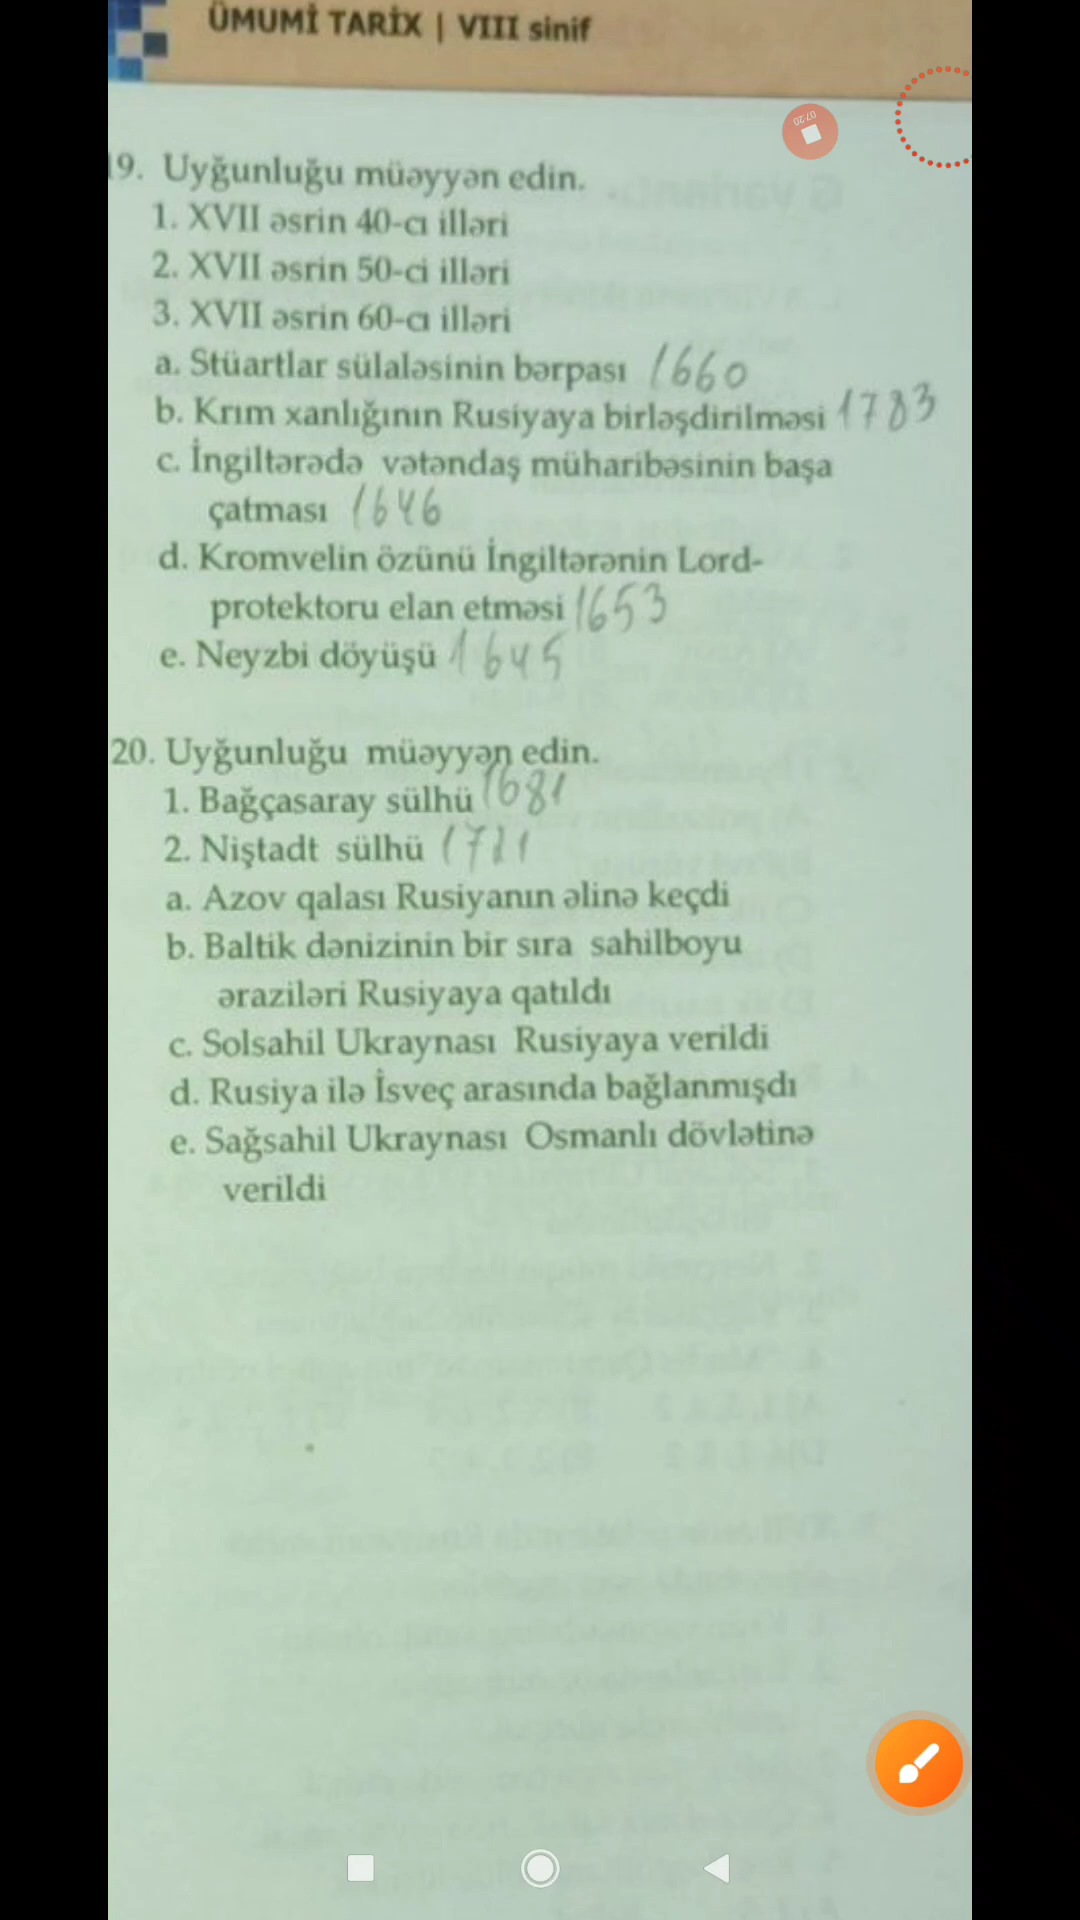 ÜMUMİ TARİX | VIII sinif
07:20
19. Uyğunluğu müəyyən edin.
1. XVII əsrin 40-cı illəri
2. XVII əsrin 50-ci illəri
3. XVII əsrin 60-cı illəri
a. Stüartlar sülaləsinin bərpası 1660
b. Krım xanlığının Rusiyaya birləşdirilməsi 1783
c. İngiltərədə vətəndaş müharibəsinin başa
çatması 1646
d. Kromvelin özünü İngiltərənin Lord-
protektoru elan etməsi 1653
e. Neyzbi döyüşü 1645
20. Uyğunluğu müəyyən edin.
1. Bağçasaray sülhü 1681
2. Niştadt sülhü 1721
a. Azov qalası Rusiyanın əlinə keçdi
b. Baltik dənizinin bir sıra sahilboyu
əraziləri Rusiyaya qatıldı
c. Solsahil Ukraynası Rusiyaya verildi
d. Rusiya ilə İsveç arasında bağlanmışdı
e. Sağsahil Ukraynası Osmanlı dövlətinə
verildi